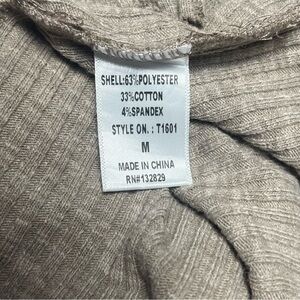 SHELL:63%POLYESTER
33%COTTON
4%SPANDEX
STYLE ON. : T1601
M
MADE IN CHINA
RN#132829